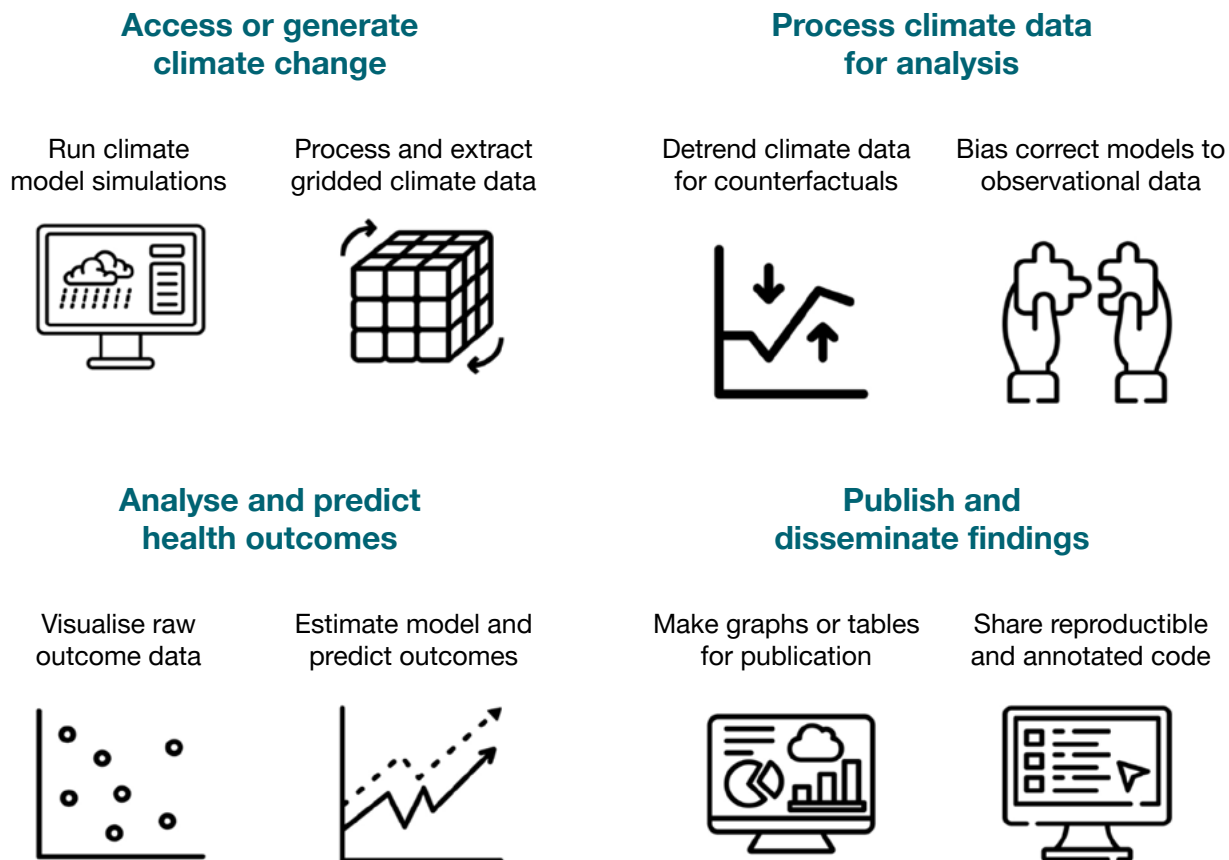 Access or generate
climate change
Process climate data
for analysis
Run climate
model simulations
Process and extract
gridded climate data
Detrend climate data
for counterfactuals
Bias correct models to
observational data
Analyse and predict
health outcomes
Publish and
disseminate findings
Visualise raw
outcome data
Estimate model and
predict outcomes
Make graphs or tables
for publication
Share reproductible
and annotated code